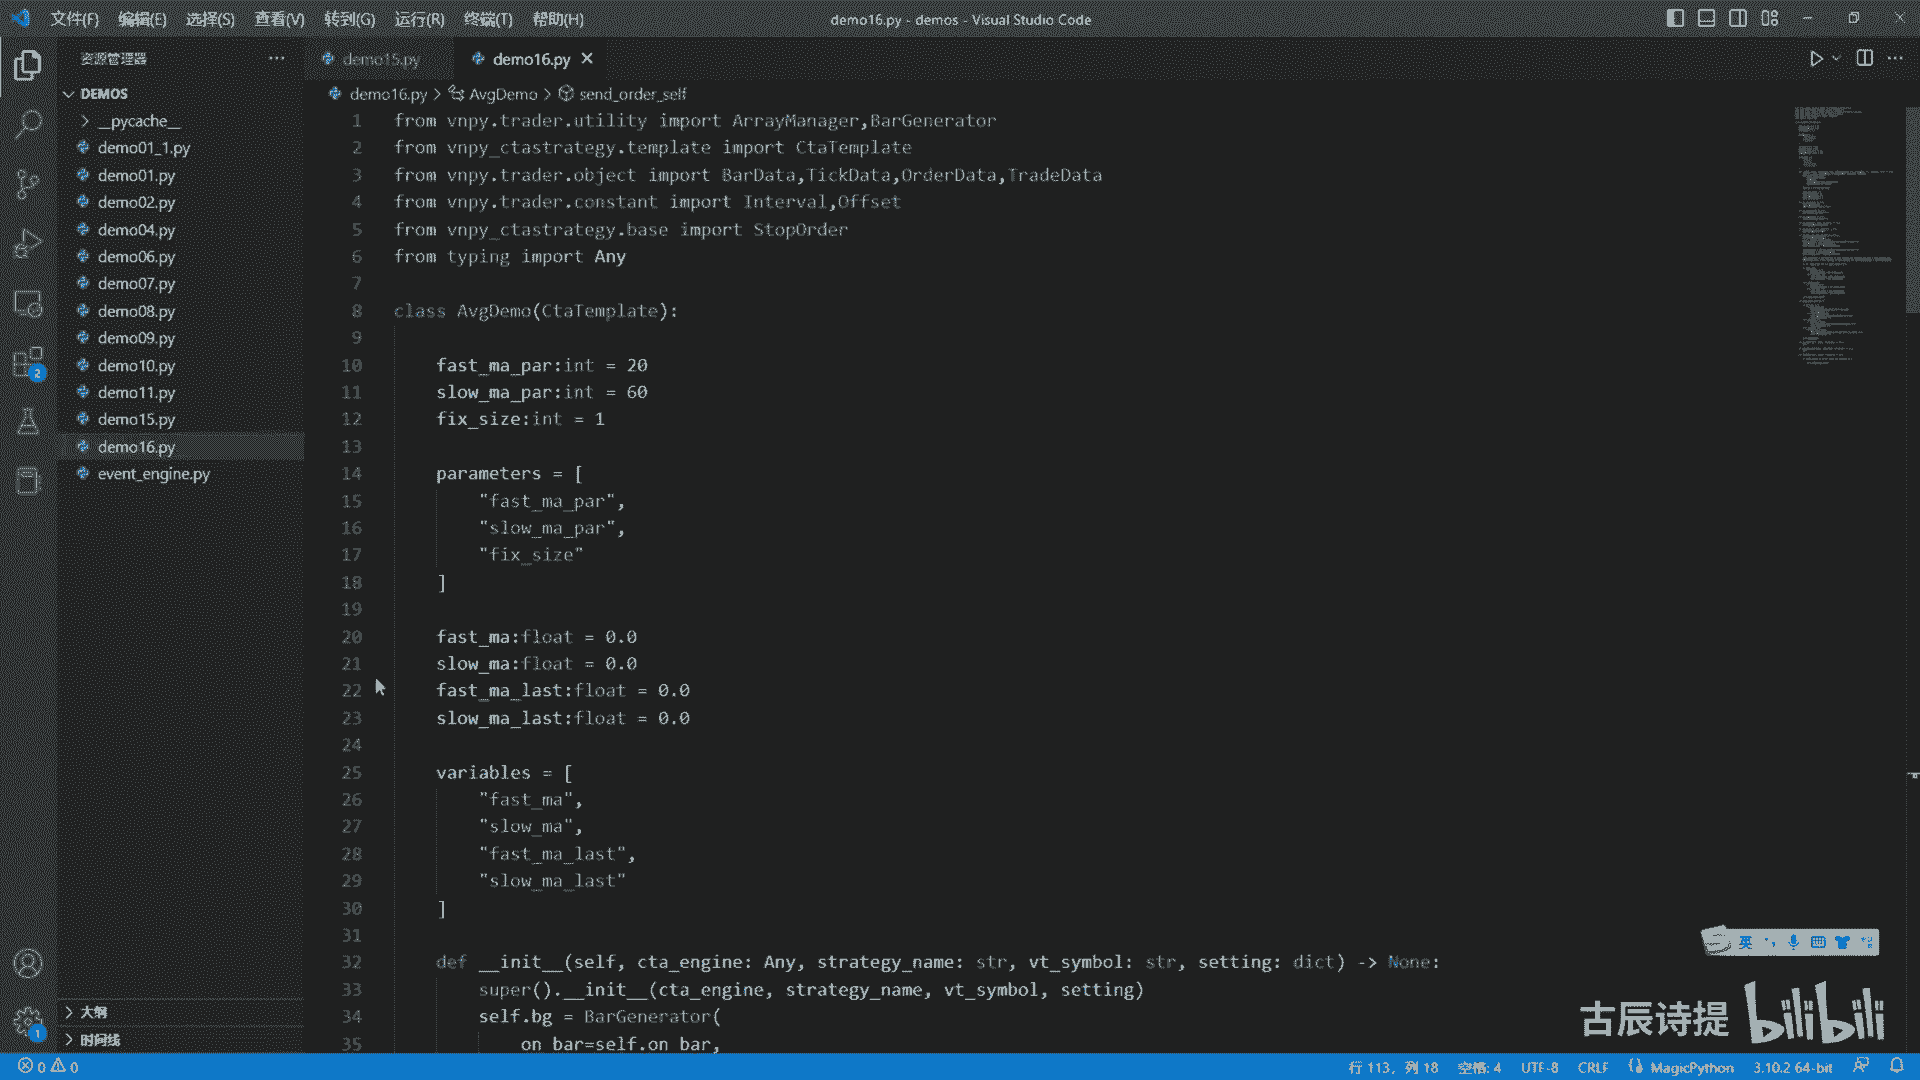 文件(F) 编辑(E) 选择(S) 查看(V) 转到(G) 运行(R) 终端(T) 帮助(H)
demo16.py - demos - Visual Studio Code
资源管理器
DEMOS
__pycache__
demo01_1.py
demo01.py
demo02.py
demo04.py
demo06.py
demo07.py
demo08.py
demo09.py
demo10.py
demo11.py
demo15.py
demo16.py
event_engine.py
大纲
时间线
2
1
demo15.py
demo16.py
demo16.py > AvgDemo > send_order_self
1 from vnpy.trader.utility import ArrayManager,BarGenerator
2 from vnpy_ctastrategy.template import CtaTemplate
3 from vnpy.trader.object import BarData,TickData,OrderData,TradeData
4 from vnpy.trader.constant import Interval,Offset
5 from vnpy_ctastrategy.base import StopOrder
6 from typing import Any
7
8 class AvgDemo(CtaTemplate):
9
10 fast_ma_par:int = 20
11 slow_ma_par:int = 60
12 fix_size:int = 1
13
14 parameters = [
15 "fast_ma_par",
16 "slow_ma_par",
17 "fix_size"
18 ]
19
20 fast_ma:float = 0.0
21 slow_ma:float = 0.0
22 fast_ma_last:float = 0.0
23 slow_ma_last:float = 0.0
24
25 variables = [
26 "fast_ma",
27 "slow_ma",
28 "fast_ma_last",
29 "slow_ma_last"
30 ]
31
32 def __init__(self, cta_engine: Any, strategy_name: str, vt_symbol: str, setting: dict) -> None:
33 super().__init__(cta_engine, strategy_name, vt_symbol, setting)
34 self.bg = BarGenerator(
35 on_bar=self.on_bar,
英
古辰诗提 bilibili
0 0
行 113, 列 18 空格: 4 UTF-8 CRLF MagicPython 3.10.2 64-bit